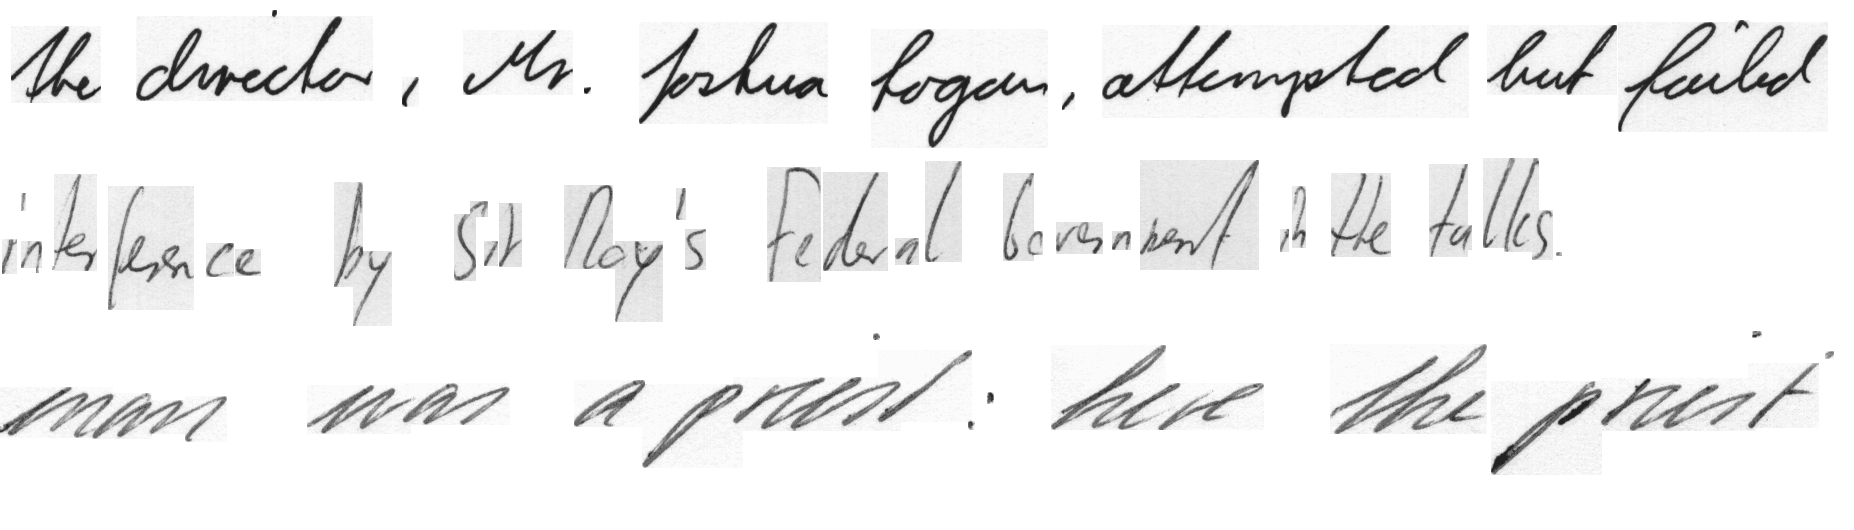 the director, Mr. Joshua Logan, attempted but failed
interference by Sir Roy's Federal Government in the talks.
man was a priest: here the priest